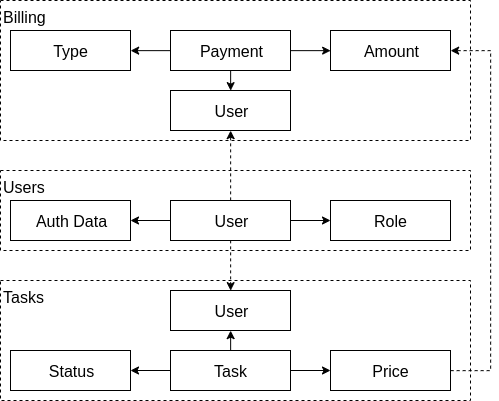 Billing
Type
Payment
Amount
User
Users
Auth Data
User
Role
Tasks
User
Status
Task
Price